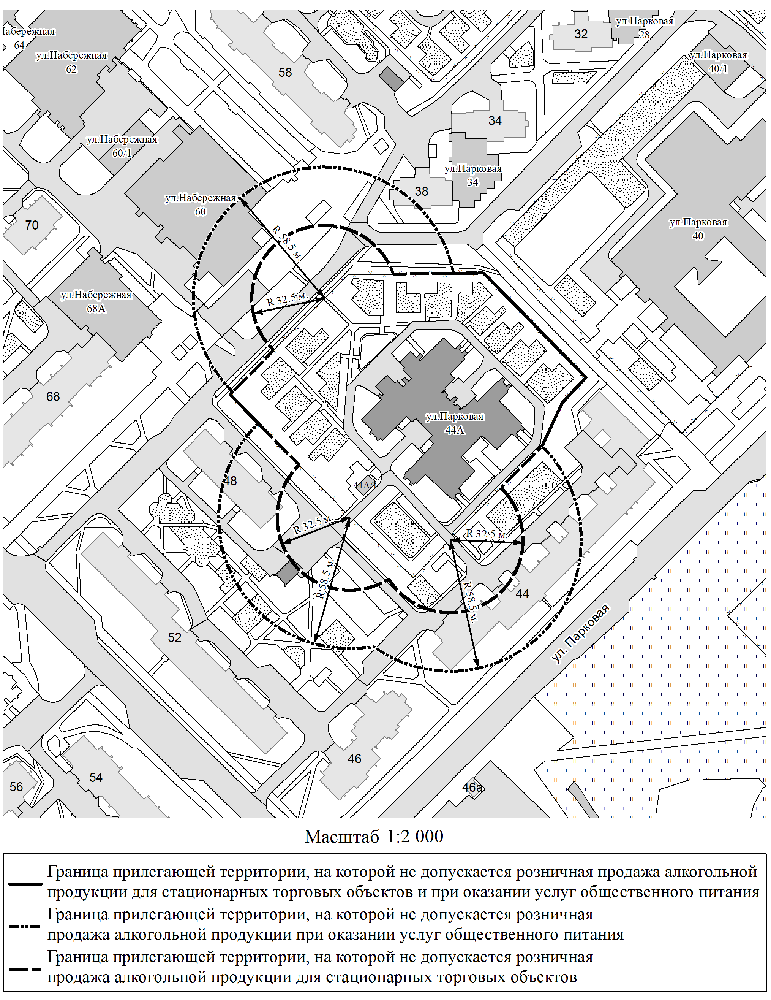 ул.Парковая
28
32
Набережная
64
ул.Набережная
62
ул.Парковая
40/1
58
34
ул.Набережная
60/1
ул.Парковая
34
38
ул.Набережная
60
70
ул.Парковая
40
R 58.5 м.
ул.Набережная
68А
R 32.5 м.
68
ул.Парковая
44А
48
44А/1
R 32.5 м.
R 32.5 м.
R 58.5 м.
R 58.5 м.
44
ул. Парковая
52
46
54
56
46а
Масштаб 1:2 000
Граница прилегающей территории, на которой не допускается розничная продажа алкогольной
продукции для стационарных торговых объектов и при оказании услуг общественного питания
Граница прилегающей территории, на которой не допускается розничная
продажа алкогольной продукции при оказании услуг общественного питания
Граница прилегающей территории, на которой не допускается розничная
продажа алкогольной продукции для стационарных торговых объектов